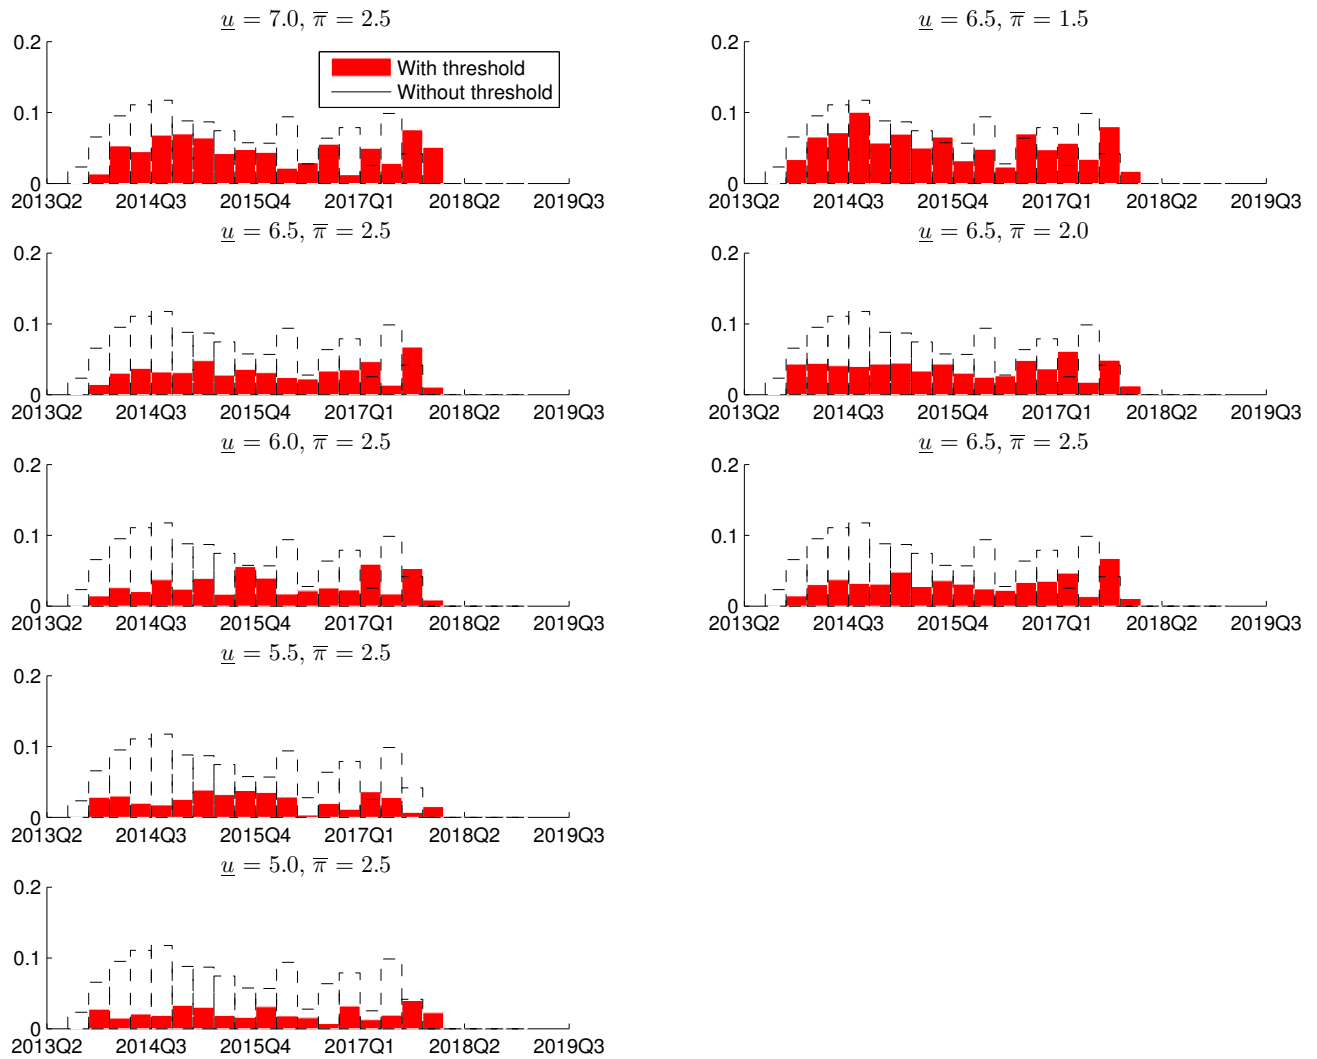 u = 7.0, π = 2.5
0.2
0.1
0
With threshold
Without threshold
2013Q2 2014Q3 2015Q4 2017Q1 2018Q2 2019Q3
u = 6.5, π = 1.5
0.2
0.1
0
2013Q2 2014Q3 2015Q4 2017Q1 2018Q2 2019Q3
u = 6.5, π = 2.5
0.2
0.1
0
2013Q2 2014Q3 2015Q4 2017Q1 2018Q2 2019Q3
u = 6.5, π = 2.0
0.2
0.1
0
2013Q2 2014Q3 2015Q4 2017Q1 2018Q2 2019Q3
u = 6.0, π = 2.5
0.2
0.1
0
2013Q2 2014Q3 2015Q4 2017Q1 2018Q2 2019Q3
u = 6.5, π = 2.5
0.2
0.1
0
2013Q2 2014Q3 2015Q4 2017Q1 2018Q2 2019Q3
u = 5.5, π = 2.5
0.2
0.1
0
2013Q2 2014Q3 2015Q4 2017Q1 2018Q2 2019Q3
u = 5.0, π = 2.5
0.2
0.1
0
2013Q2 2014Q3 2015Q4 2017Q1 2018Q2 2019Q3